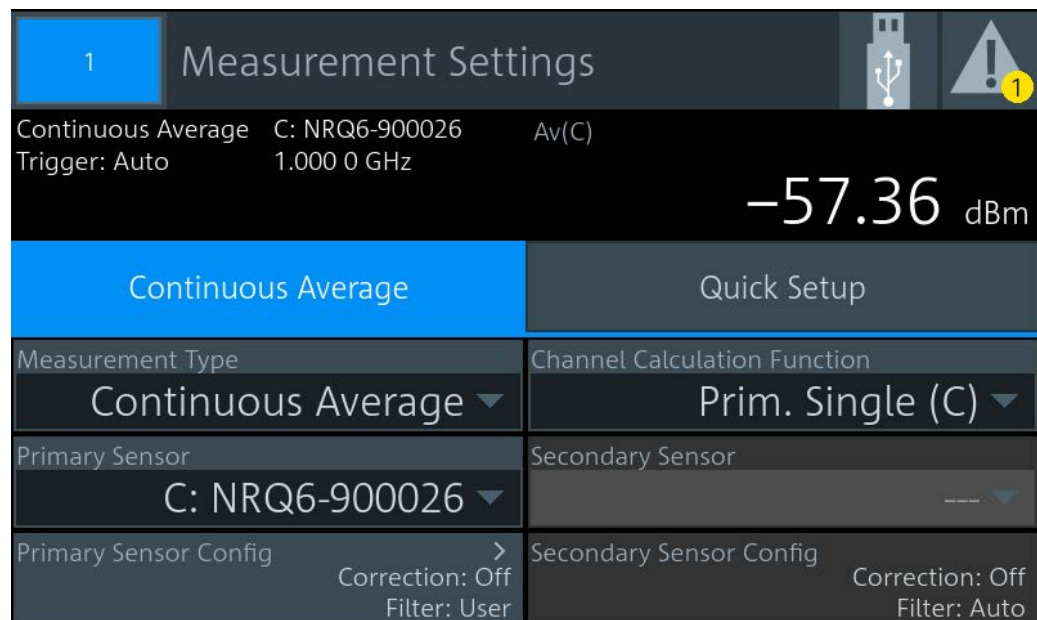 1
Measurement Settings
1
Continuous Average C: NRQ6-900026 Av(C)
Trigger: Auto 1.000 0 GHz
−57.36 dBm
Continuous Average
Quick Setup
Measurement Type
Continuous Average
Channel Calculation Function
Prim. Single (C)
Primary Sensor
C: NRQ6-900026
Secondary Sensor
---
Primary Sensor Config >
Correction: Off
Filter: User
Secondary Sensor Config
Correction: Off
Filter: Auto